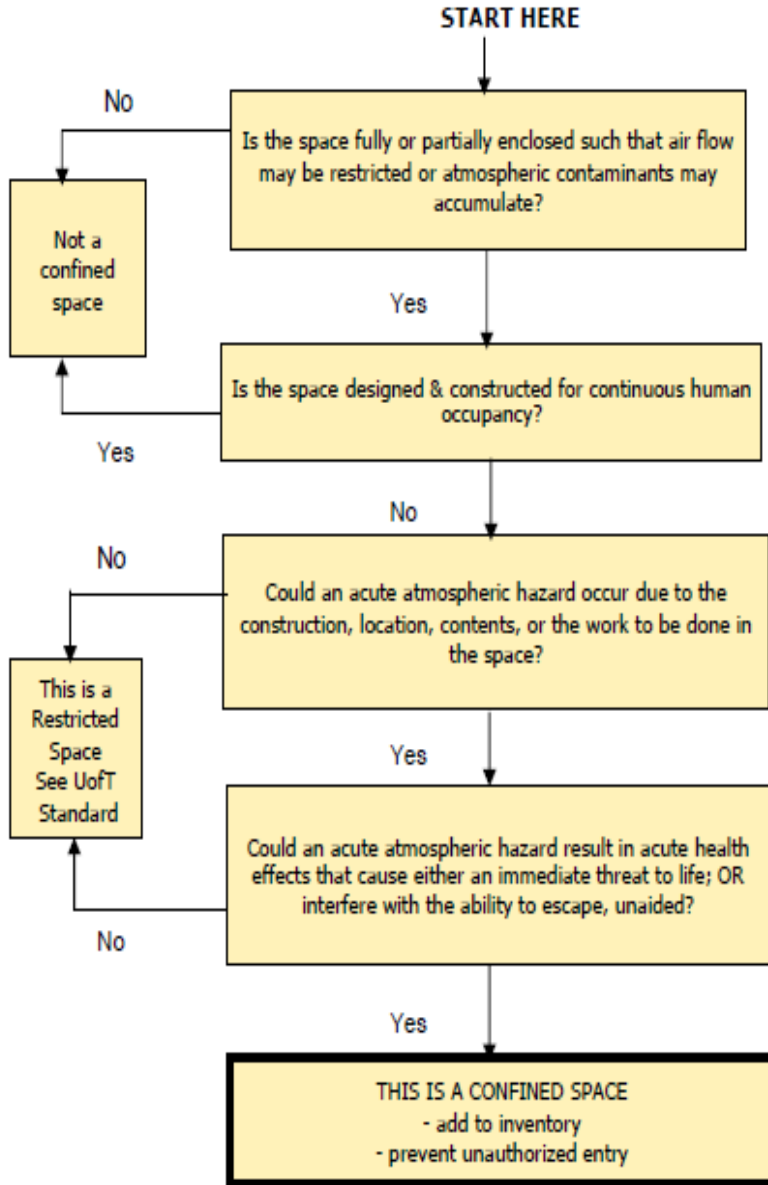 START HERE
No
Is the space fully or partially enclosed such that air flow
may be restricted or atmospheric contaminants may
accumulate?
Not a
confined
space
Yes
Is the space designed & constructed for continuous human
occupancy?
Yes
No
No
Could an acute atmospheric hazard occur due to the
construction, location, contents, or the work to be done in
the space?
This is a
Restricted
Space
See UofT
Standard
Yes
Could an acute atmospheric hazard result in acute health
effects that cause either an immediate threat to life; OR
interfere with the ability to escape, unaided?
No
Yes
THIS IS A CONFINED SPACE
- add to inventory
- prevent unauthorized entry